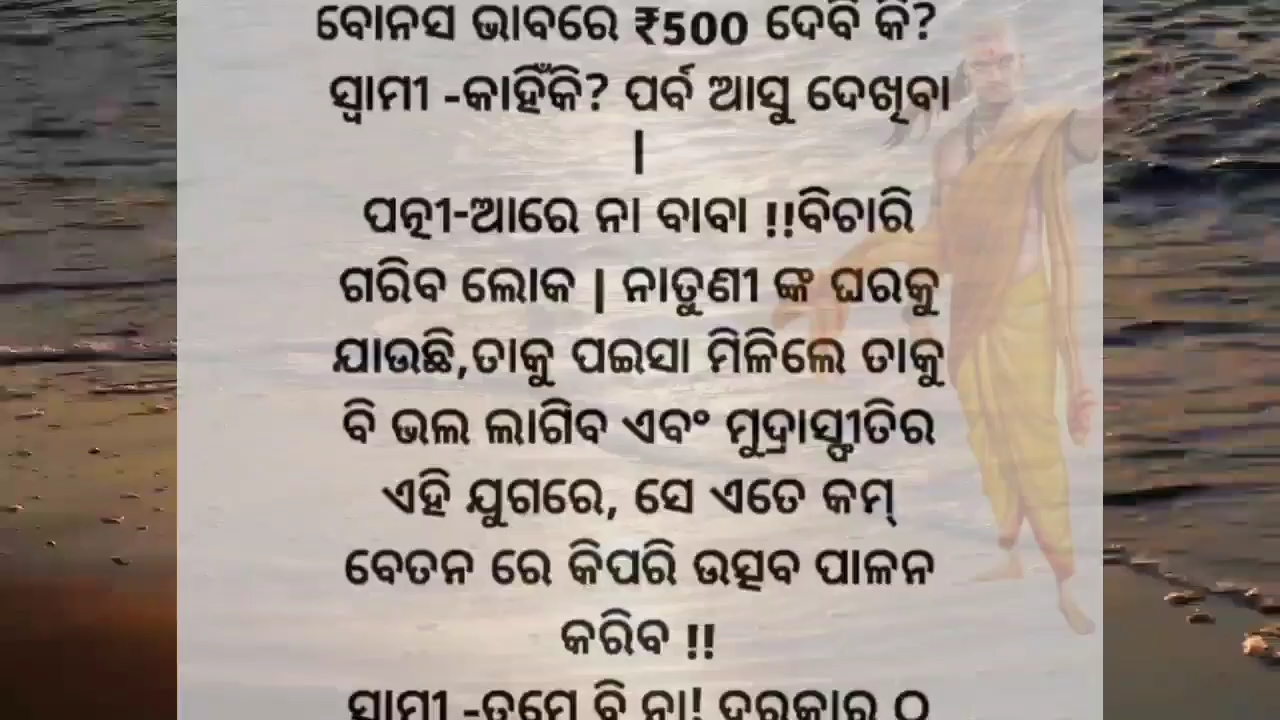 ବୋନସ ଭାବରେ ₹500 ଦେବି କି?
ସ୍ୱାମୀ -କାହିଁକି? ପର୍ବ ଆସୁ ଦେଖିବା
|
ପତ୍ନୀ-ଆରେ ନା ବାବା !!ବିଚାରି
ଗରିବ ଲୋକ | ନାତୁଣୀ ଙ୍କ ଘରକୁ
ଯାଉଛି,ତାକୁ ପଇସା ମିଳିଲେ ତାକୁ
ବି ଭଲ ଲାଗିବ ଏବଂ ମୁଦ୍ରାସ୍ଫୀତିର
ଏହି ଯୁଗରେ, ସେ ଏତେ କମ୍
ବେତନ ରେ କିପରି ଉତ୍ସବ ପାଳନ
କରିବ !!
ସ୍ୱାମୀ -ତୁମେ ବି ନା! ଦରକାର ଠ